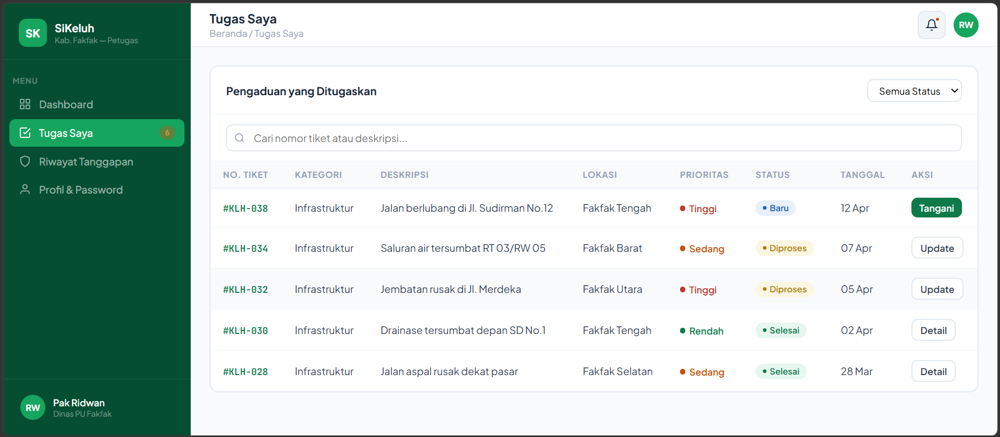 SK
SiKeluh
Kab. Fakfak — Petugas
MENU
Dashboard
Tugas Saya 6
Riwayat Tanggapan
Profil & Password
RW
Pak Ridwan
Dinas PU Fakfak
Tugas Saya
Beranda / Tugas Saya
RW
Pengaduan yang Ditugaskan
Semua Status
Cari nomor tiket atau deskripsi...
NO. TIKET KATEGORI DESKRIPSI LOKASI PRIORITAS STATUS TANGGAL AKSI
#KLH-038 Infrastruktur Jalan berlubang di Jl. Sudirman No.12 Fakfak Tengah Tinggi Baru 12 Apr Tangani
#KLH-034 Infrastruktur Saluran air tersumbat RT 03/RW 05 Fakfak Barat Sedang Diproses 07 Apr Update
#KLH-032 Infrastruktur Jembatan rusak di Jl. Merdeka Fakfak Utara Tinggi Diproses 05 Apr Update
#KLH-030 Infrastruktur Drainase tersumbat depan SD No.1 Fakfak Tengah Rendah Selesai 02 Apr Detail
#KLH-028 Infrastruktur Jalan aspal rusak dekat pasar Fakfak Selatan Sedang Selesai 28 Mar Detail